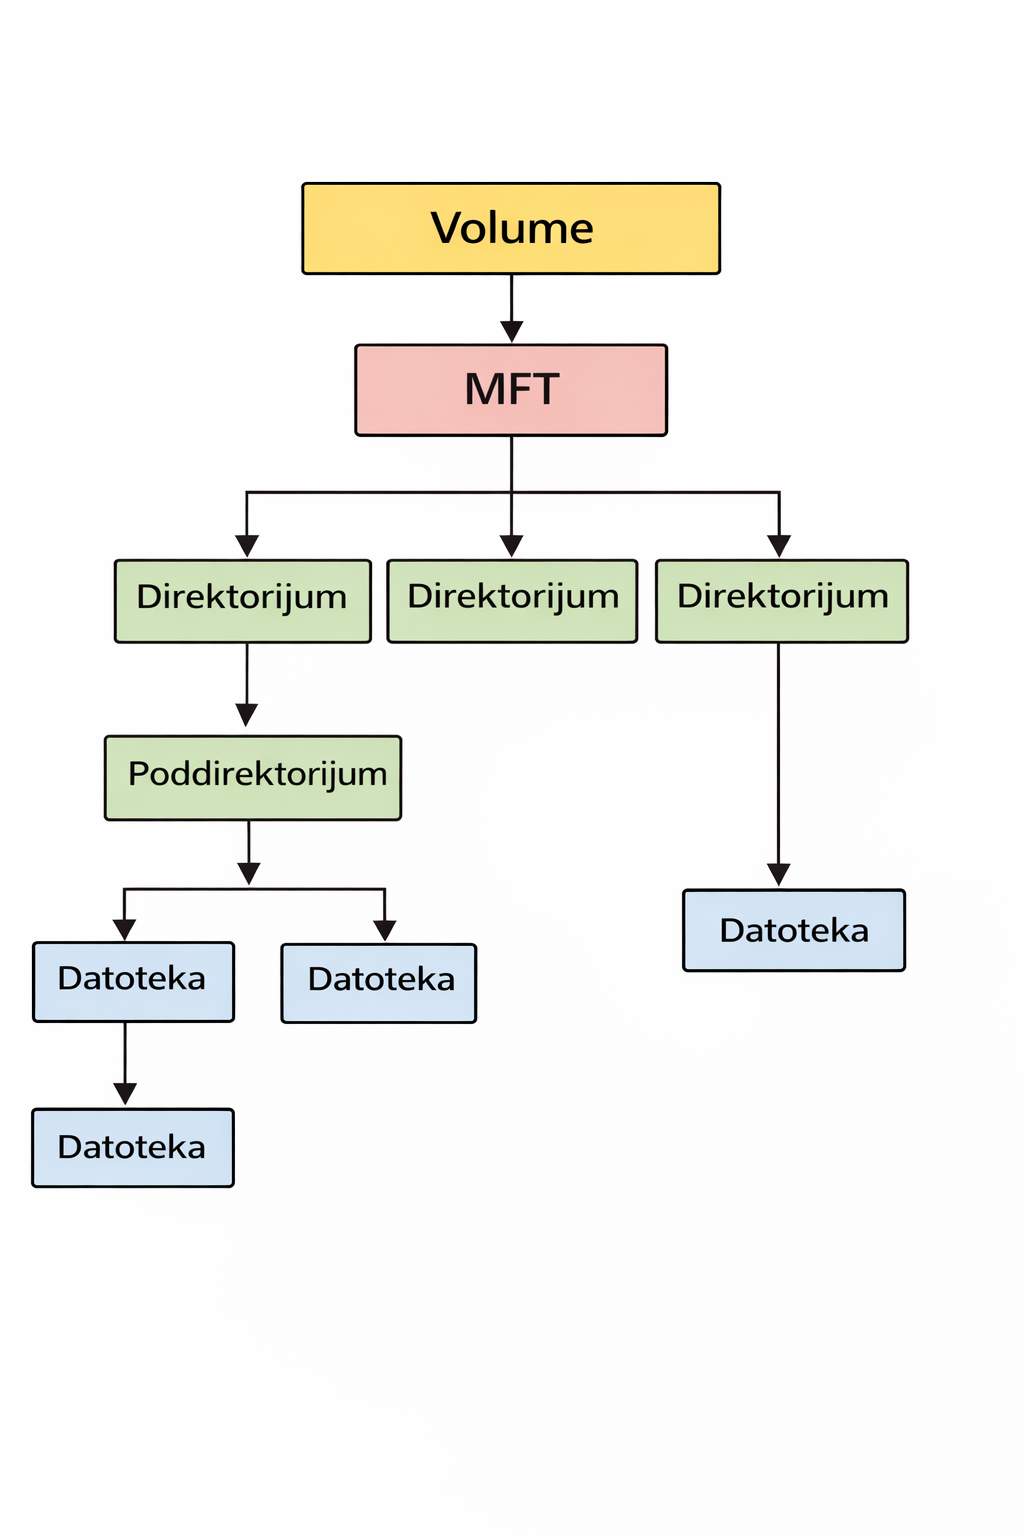 Volume
MFT
Direktorijum
Direktorijum
Direktorijum
Poddirektorijum
Datoteka
Datoteka
Datoteka
Datoteka